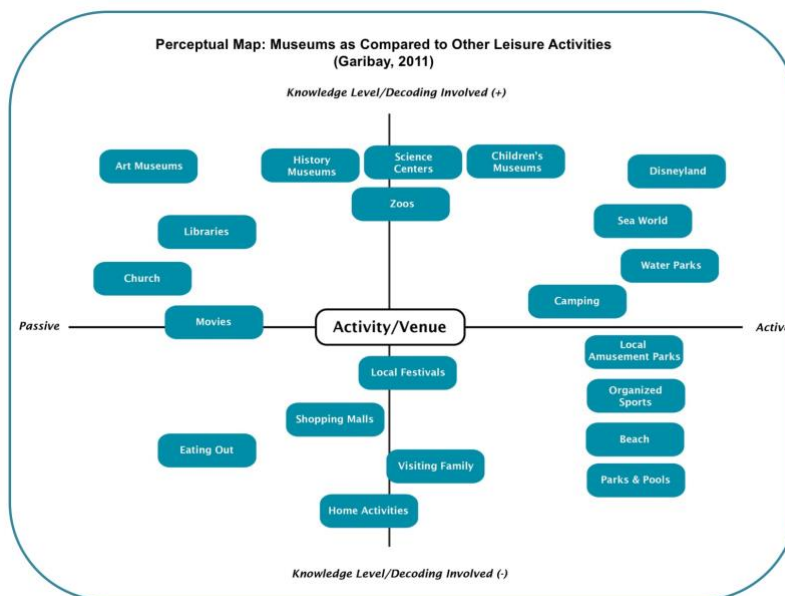 Perceptual Map: Museums as Compared to Other Leisure Activities
(Garibay, 2011)
Knowledge Level/Decoding Involved (+)
Art Museums
History
Museums
Science
Centers
Children's
Museums
Disneyland
Zoos
Libraries
Sea World
Church
Water Parks
Camping
Movies
Passive
Activity/Venue
Activ
Local
Amusement Parks
Local Festivals
Organized
Sports
Shopping Malls
Beach
Eating Out
Visiting Family
Parks & Pools
Home Activities
Knowledge Level/Decoding Involved (-)